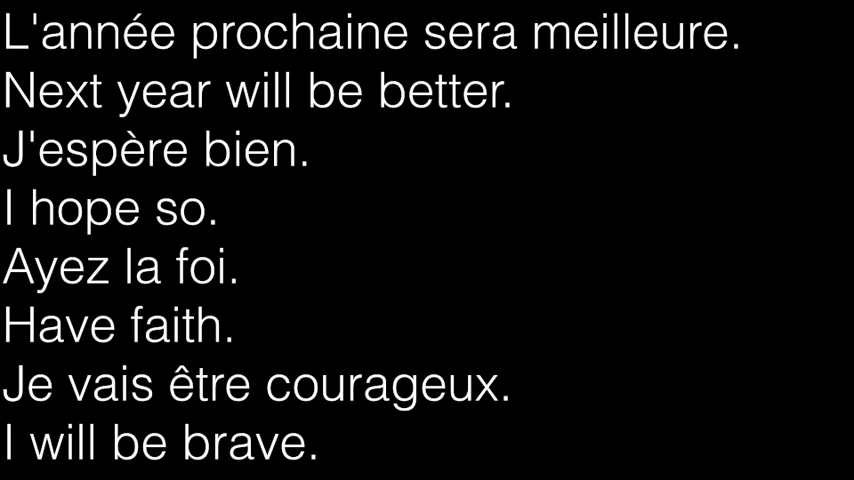 L'année prochaine sera meilleure.
Next year will be better.
J'espère bien.
I hope so.
Ayez la foi.
Have faith.
Je vais être courageux.
I will be brave.